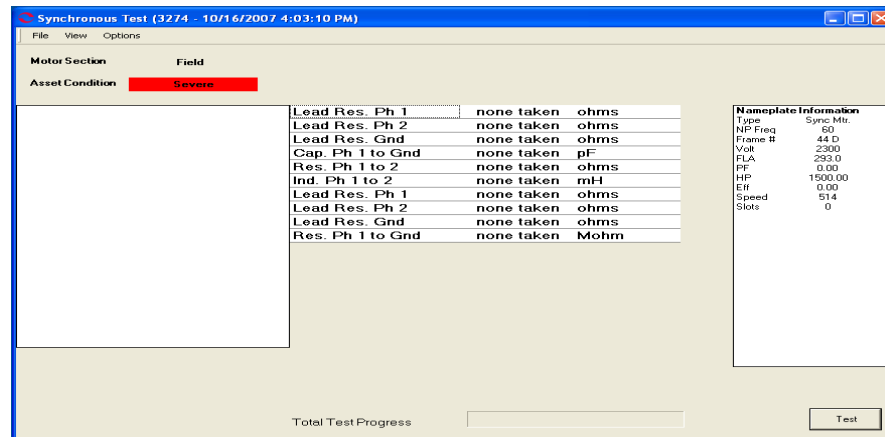 Synchronous Test (3274 - 10/16/2007 4:03:10 PM)
File View Options
Motor Section Field
Asset Condition Severe
Lead Res. Ph 1 none taken ohms
Lead Res. Ph 2 none taken ohms
Lead Res. Gnd none taken ohms
Cap. Ph 1 to Gnd none taken pF
Res. Ph 1 to 2 none taken ohms
Ind. Ph 1 to 2 none taken mH
Lead Res. Ph 1 none taken ohms
Lead Res. Ph 2 none taken ohms
Lead Res. Gnd none taken ohms
Res. Ph 1 to Gnd none taken Mohm
Nameplate Information
Type Sync Mtr.
NP Freq 60
Frame # 44 D
Volt 2300
FLA 293.0
PF 0.00
HP 1500.00
Eff 0.00
Speed 514
Slots 0
Total Test Progress
Test